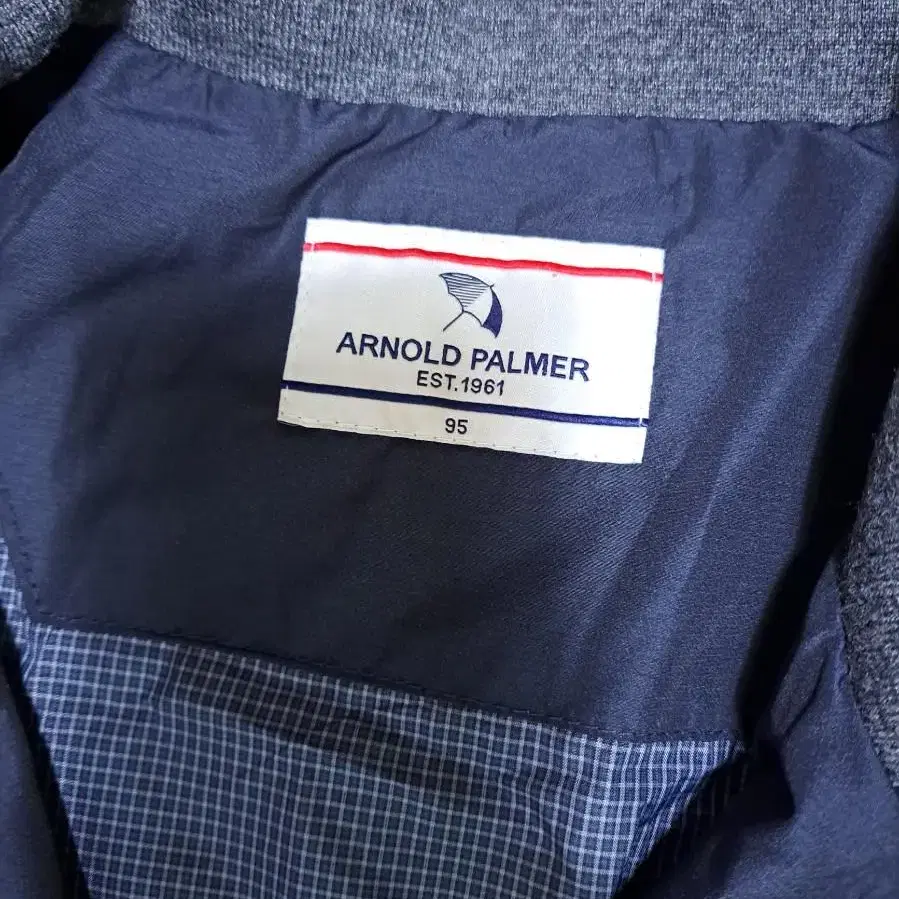 ARNOLD PALMER
EST.1961
95